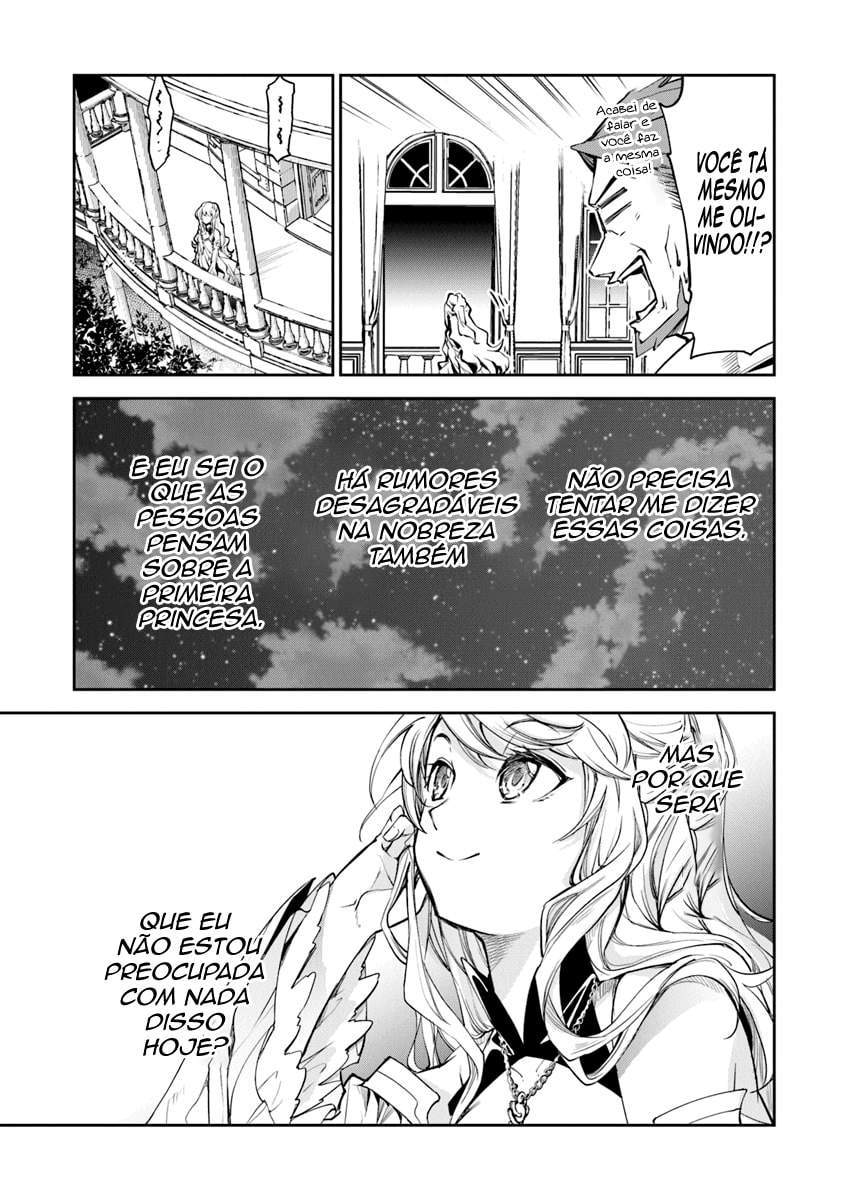 VOCÊ TÁ
MESMO
ME OU-
VINDO!!?
Acabei de
falar e
você faz
a mesma
coisa!
NÃO PRECISA
TENTAR ME DIZER
ESSAS COISAS.
HÁ RUMORES
DESAGRADÁVEIS
NA NOBREZA
TAMBÉM
E EU SEI O
QUE AS
PESSOAS
PENSAM
SOBRE A
PRIMEIRA
PRINCESA.
MAS
POR QUE
SERÁ
QUE EU
NÃO ESTOU
PREOCUPADA
COM NADA
DISSO
HOJE?